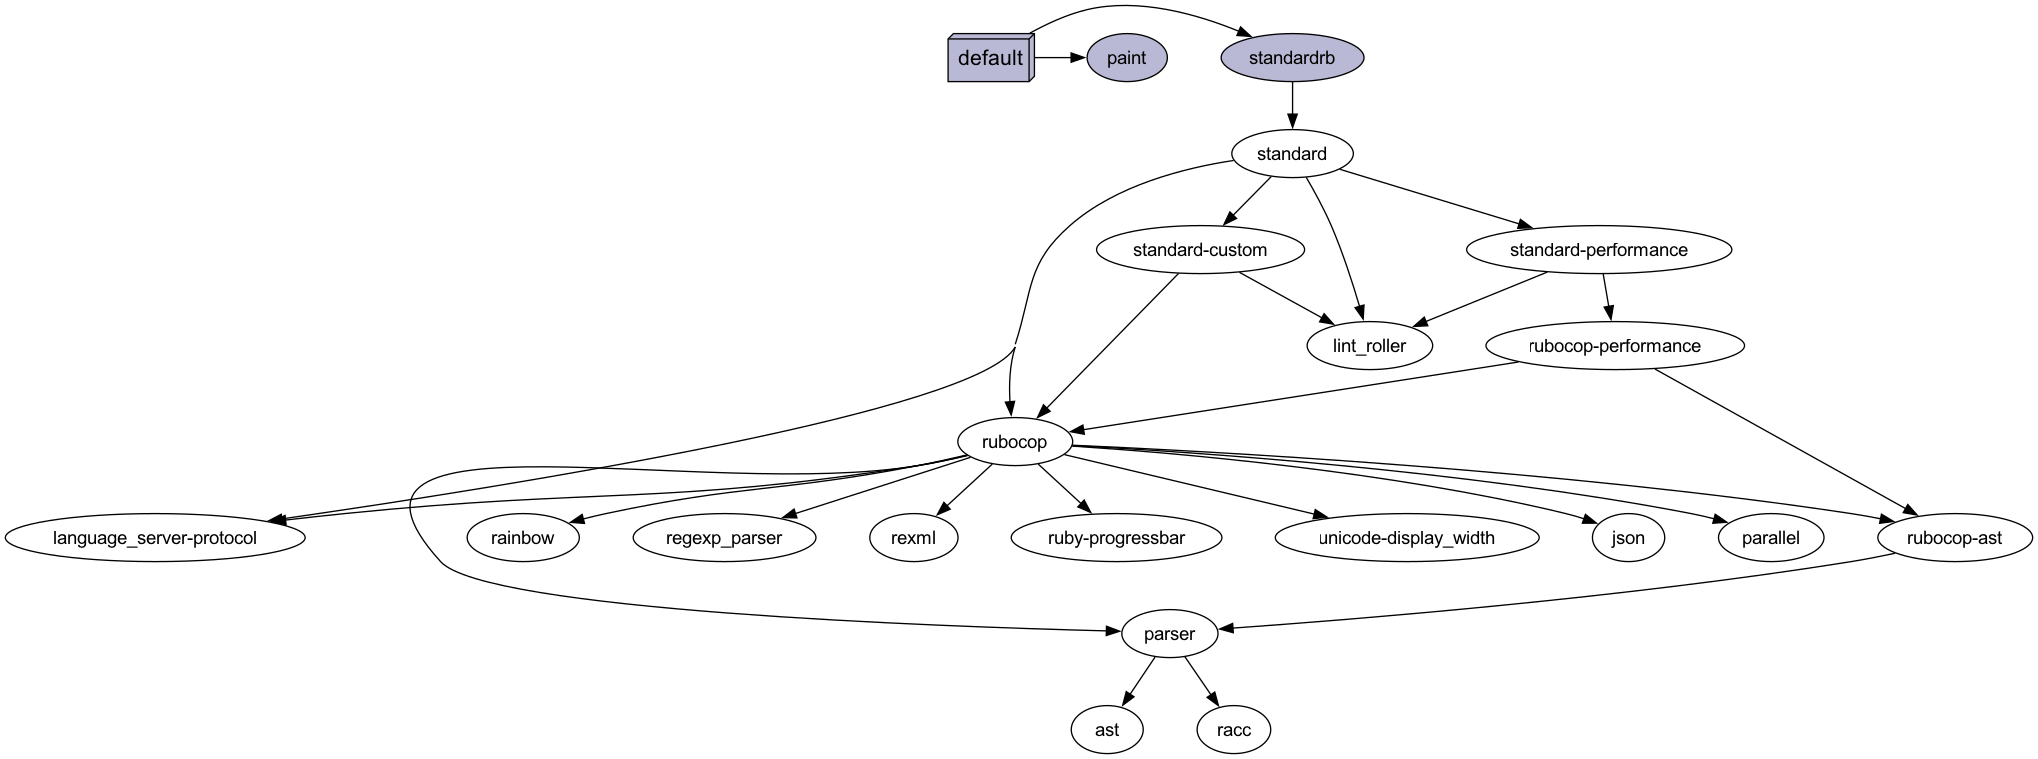 default
paint
standardrb
standard
standard-custom
standard-performance
lint_roller
rubocop-performance
rubocop
language_server-protocol
rainbow
regexp_parser
rexml
ruby-progressbar
unicode-display_width
json
parallel
rubocop-ast
parser
ast
racc